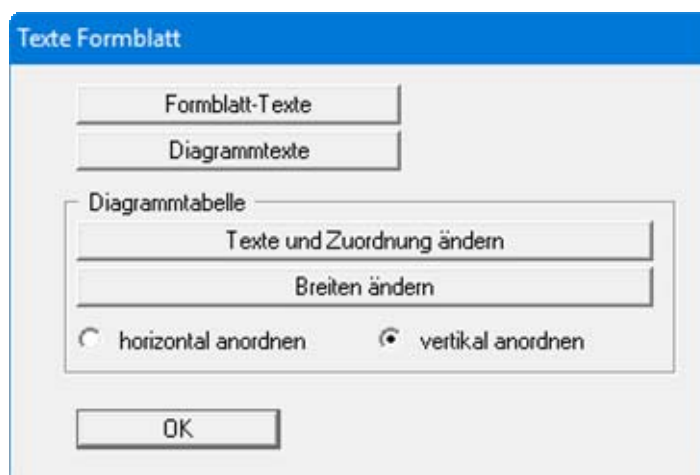 Texte Formblatt
Formblatt-Texte
Diagrammtexte
Diagrammtabelle
Texte und Zuordnung ändern
Breiten ändern
horizontal anordnen vertikal anordnen
OK